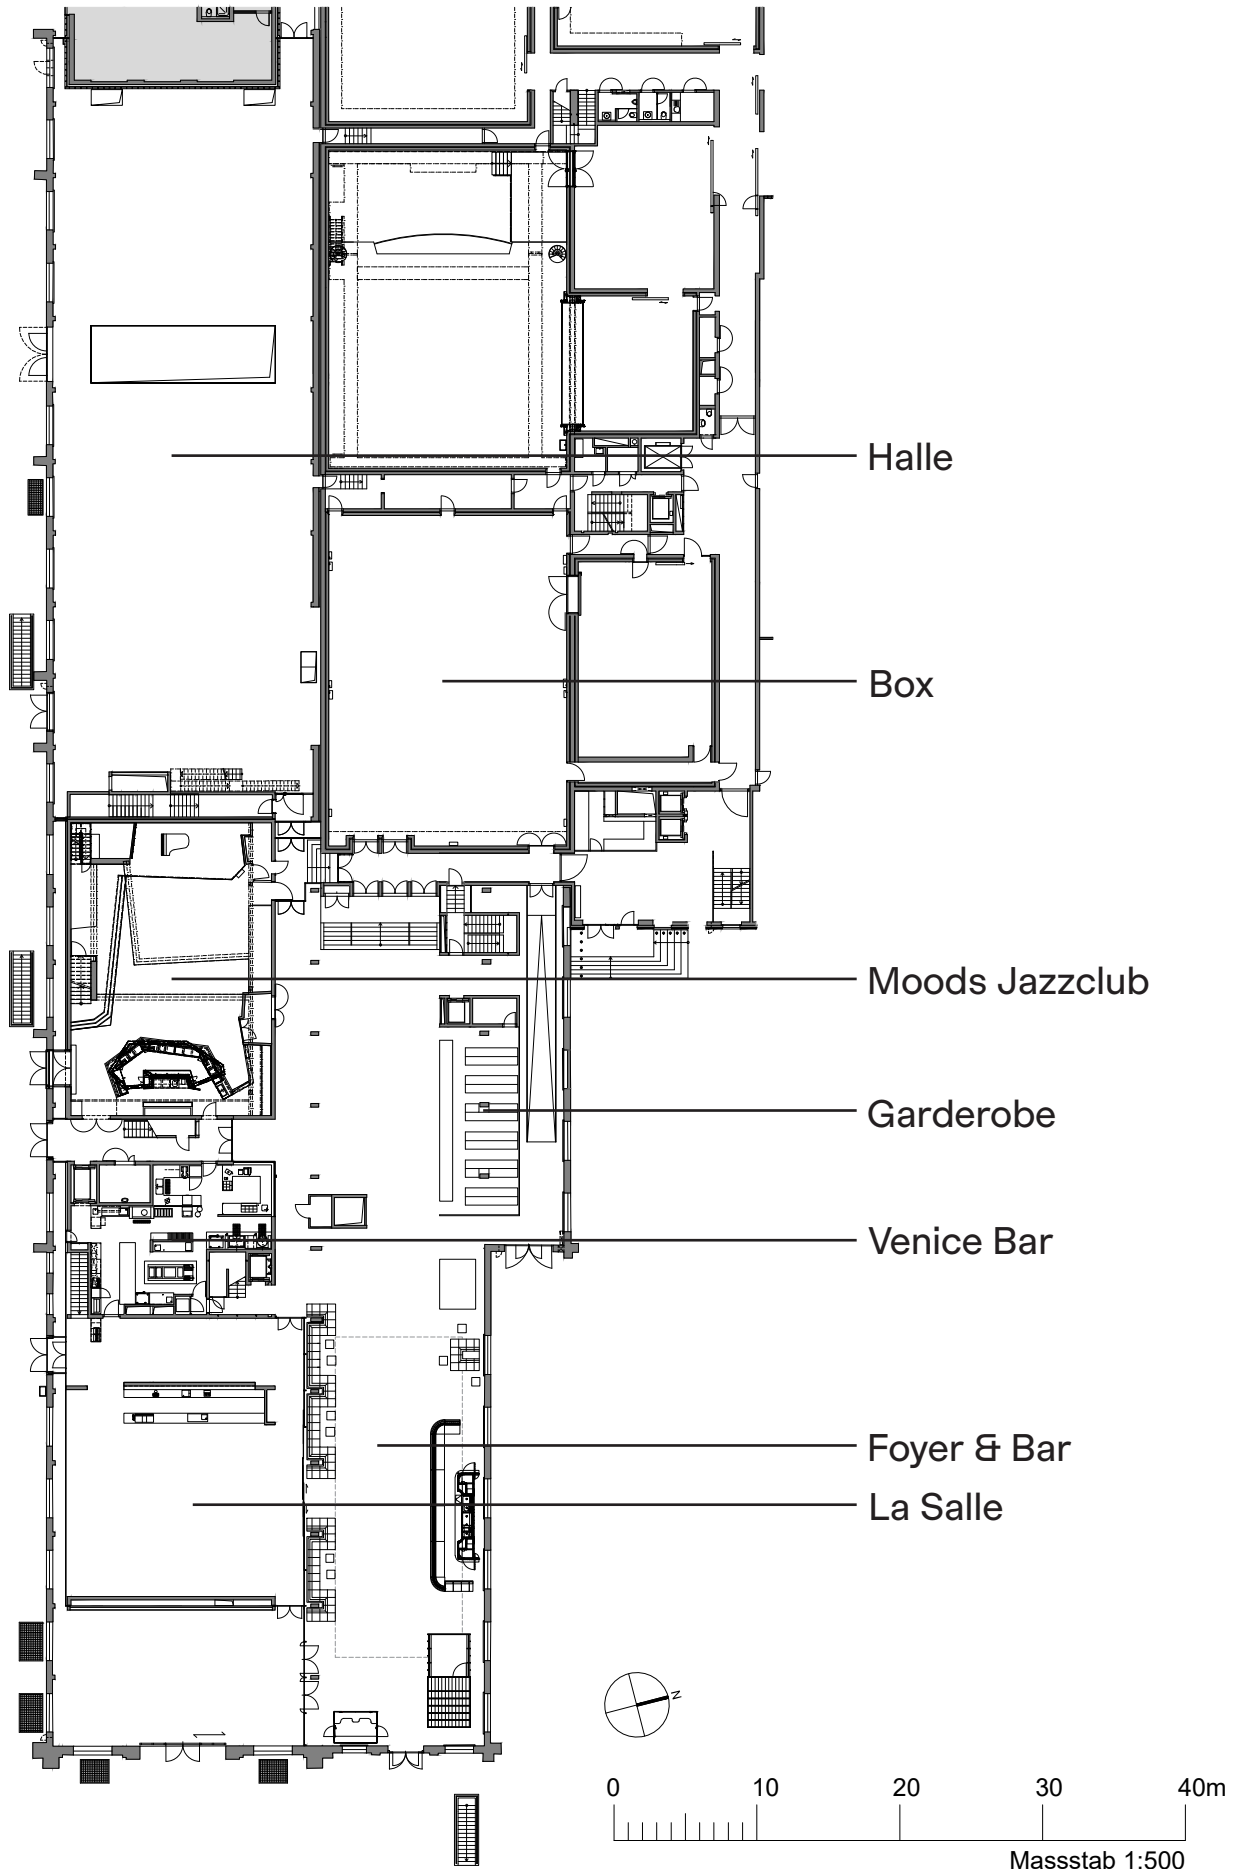 Halle
Box
Moods Jazzclub
Garderobe
Venice Bar
Foyer & Bar
La Salle
N
0 10 20 30 40m
Massstab 1:500